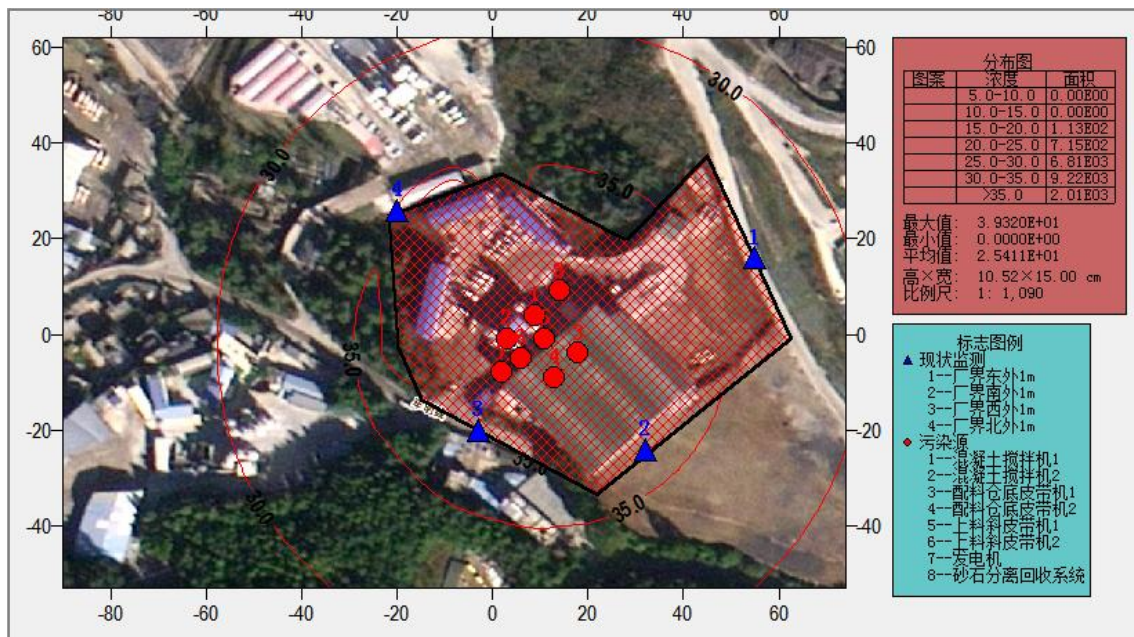 -80 -60 -40 -20 0 20 40 60
60 60
40 40
20 20
0 0
-20 -20
-40 -40
-80 -60 -40 -20 0 20 40 60
30.0
30.0
30.0
35.0
35.0
35.0
35.0
4
1
3
2
8
3
4
分布图
图案 浓度 面积
5.0-10.0 0.00E00
10.0-15.0 0.00E00
15.0-20.0 1.13E02
20.0-25.0 7.15E02
25.0-30.0 6.81E03
30.0-35.0 9.22E03
>35.0 2.01E03
最大值: 3.9320E+01
最小值: 0.0000E+00
平均值: 2.5411E+01
高×宽: 10.52×15.00 cm
比例尺: 1: 1,090
标志图例
现状监测
1--厂界东外1m
2--厂界南外1m
3--厂界西外1m
4--厂界北外1m
污染源
1--混凝土搅拌机1
2--混凝土搅拌机2
3--配料仓底皮带机1
4--配料仓底皮带机2
5--上料斜皮带机1
6--上料斜皮带机2
7--发电机
8--砂石分离回收系统